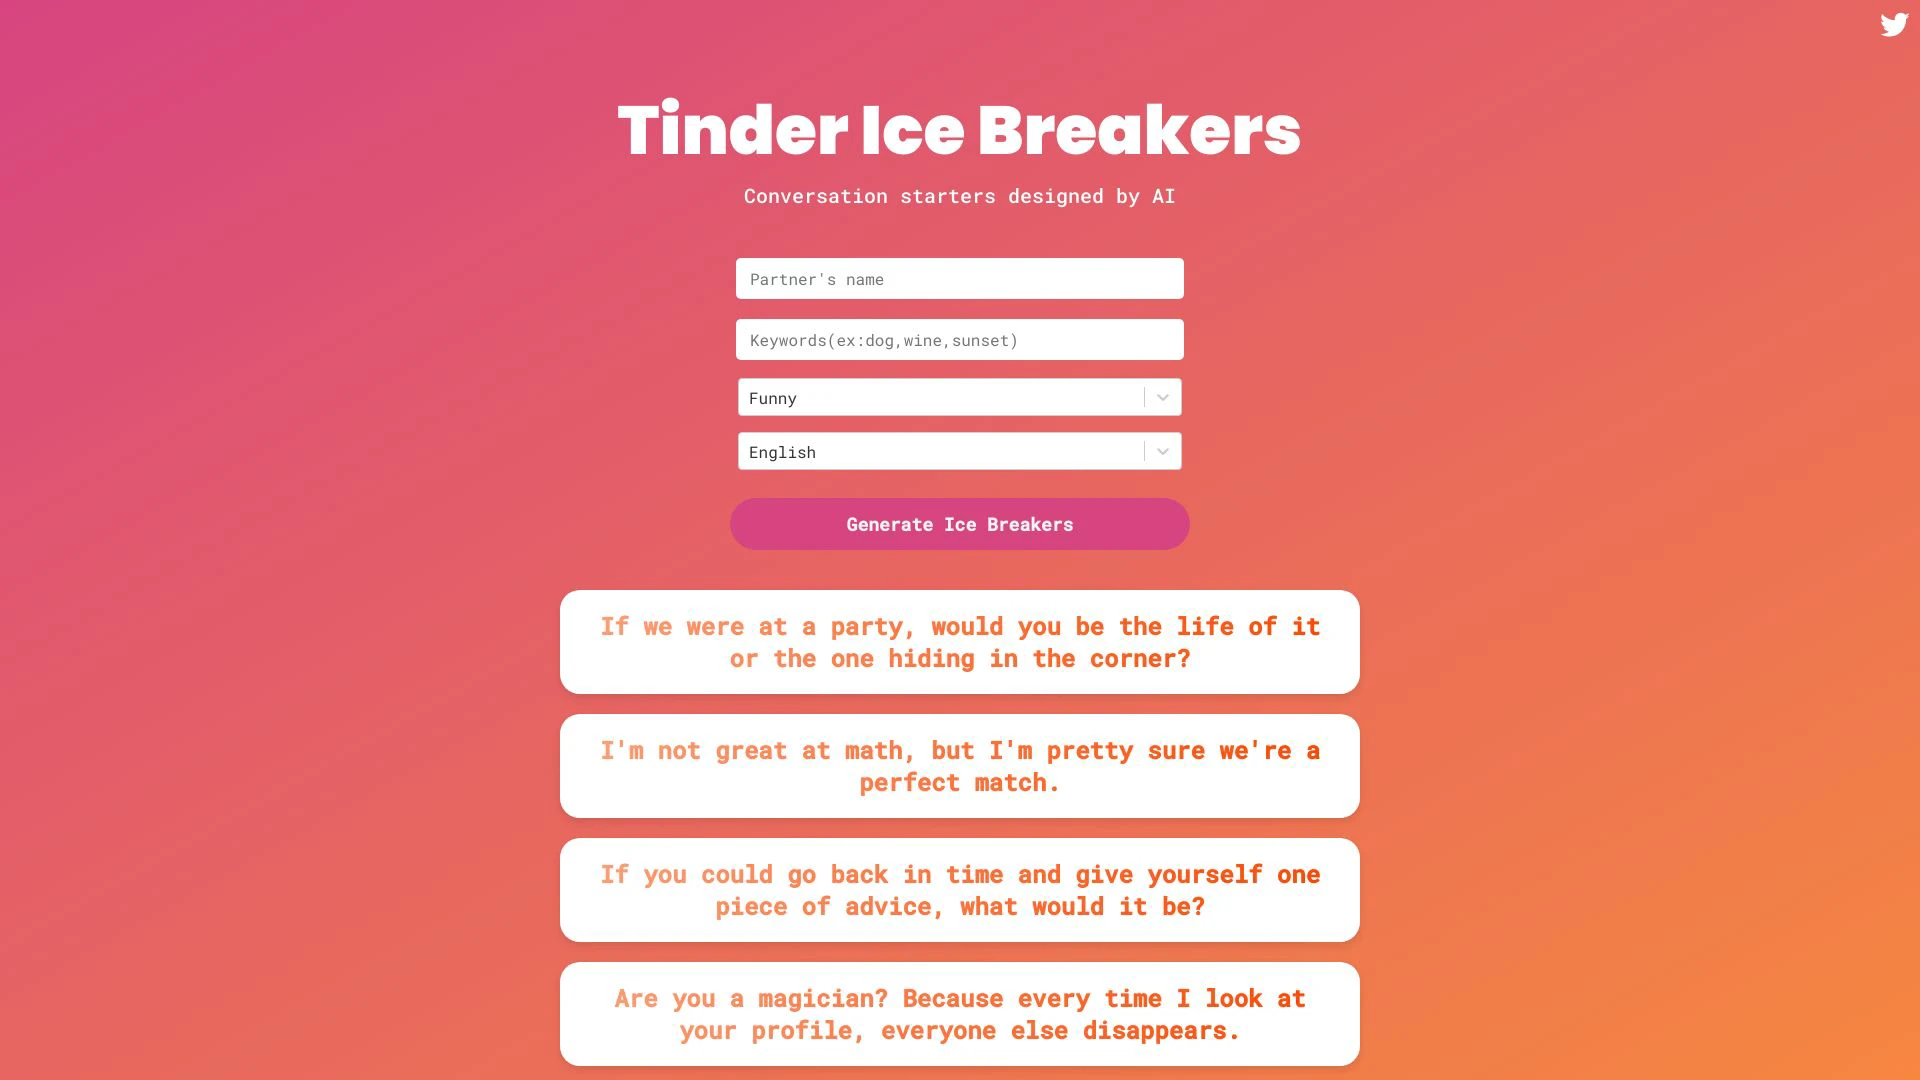 Tinder Ice Breakers
Conversation starters designed by AI
Partner's name
Keywords(ex:dog,wine,sunset)
Funny
English
Generate Ice Breakers
If we were at a party, would you be the life of it
or the one hiding in the corner?
I'm not great at math, but I'm pretty sure we're a
perfect match.
If you could go back in time and give yourself one
piece of advice, what would it be?
Are you a magician? Because every time I look at
your profile, everyone else disappears.